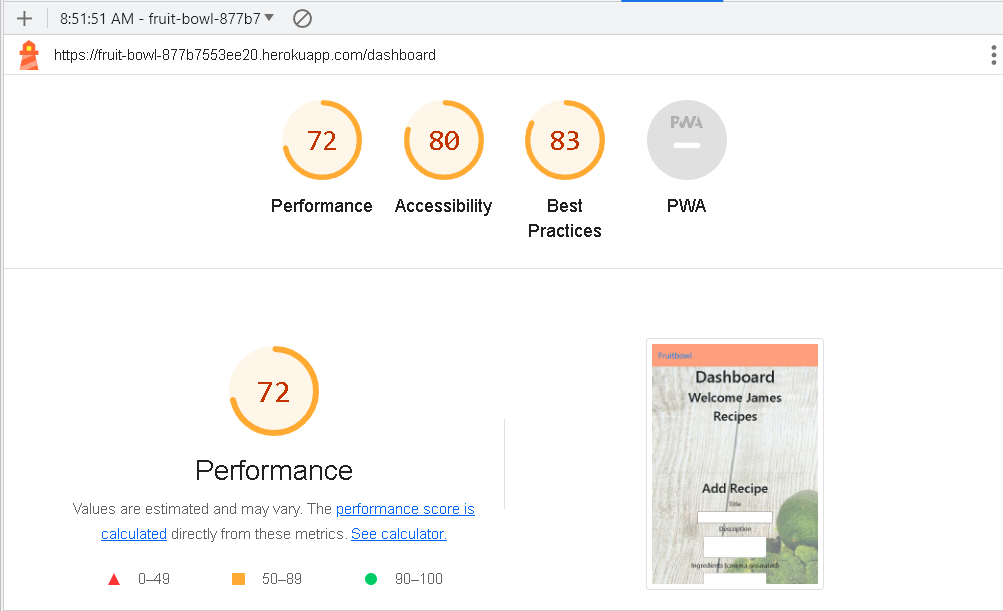 8:51:51 AM - fruit-bowl-877b7
https://fruit-bowl-877b7553ee20.herokuapp.com/dashboard
72
80
83
PWA
Performance
Accessibility
Best
Practices
PWA
72
Performance
Values are estimated and may vary. The performance score is
calculated directly from these metrics. See calculator.
0–49
50–89
90–100
Fruitbowl
Dashboard
Welcome James
Recipes
Add Recipe
Title
Description
Ingredients (comma separated)